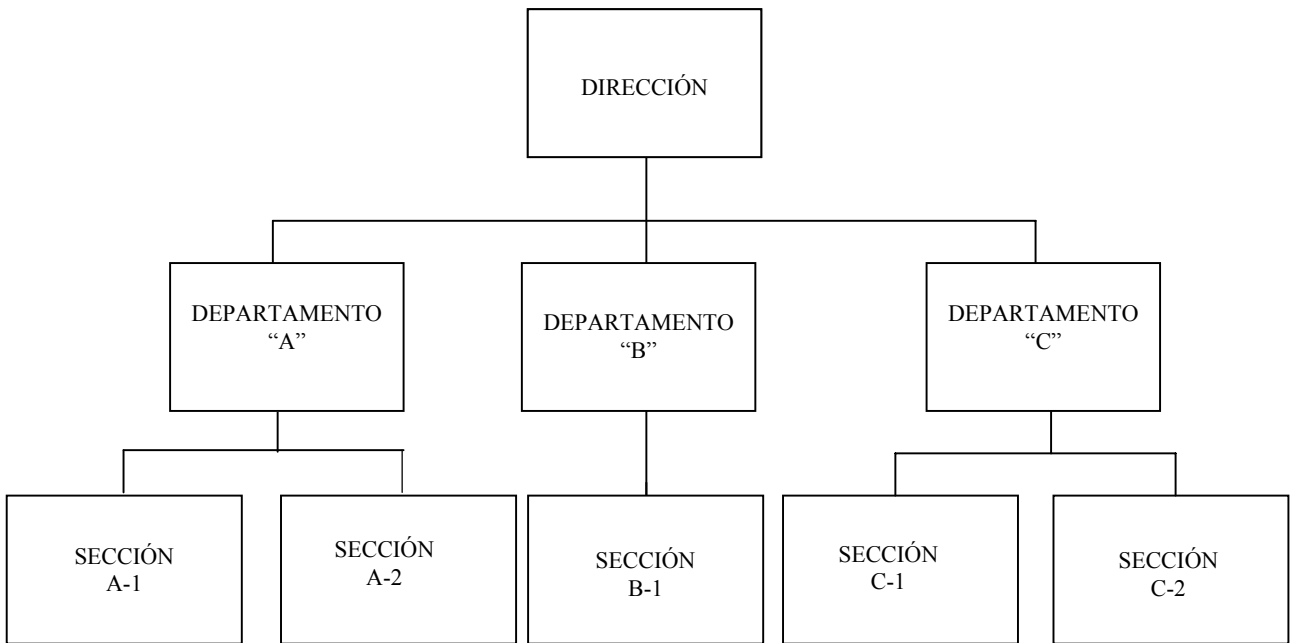 DIRECCIÓN
DEPARTAMENTO
“A”
DEPARTAMENTO
“B”
DEPARTAMENTO
“C”
SECCIÓN
A-1
SECCIÓN
A-2
SECCIÓN
B-1
SECCIÓN
C-1
SECCIÓN
C-2